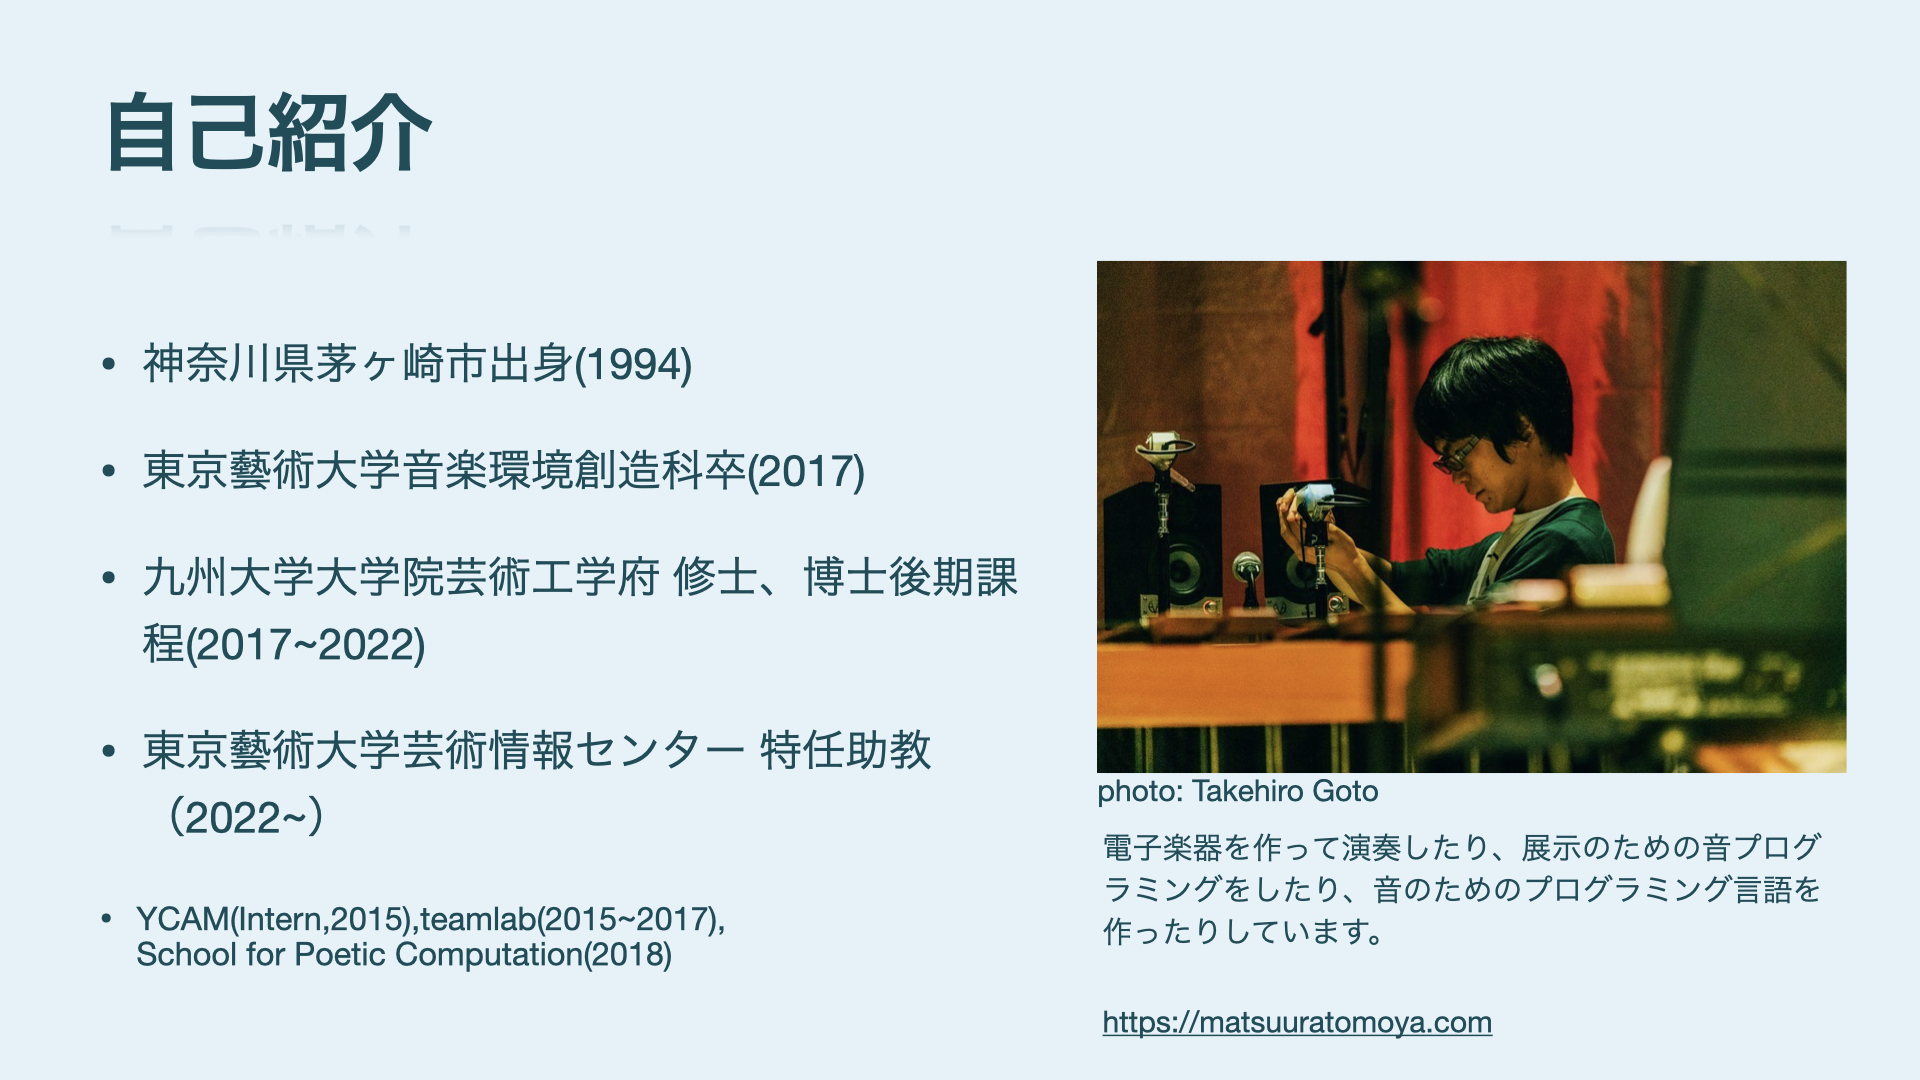 自己紹介
• 神奈川県茅ヶ崎市出身(1994)
• 東京藝術大学音楽環境創造科卒(2017)
• 九州大学大学院芸術工学府 修士、博士後期課
程(2017~2022)
• 東京藝術大学芸術情報センター 特任助教
（2022~）
• YCAM(Intern,2015),teamlab(2015~2017),
School for Poetic Computation(2018)
photo: Takehiro Goto
電子楽器を作って演奏したり、展示のための音プログ
ラミングをしたり、音のためのプログラミング言語を
作ったりしています。
https://matsuuratomoya.com